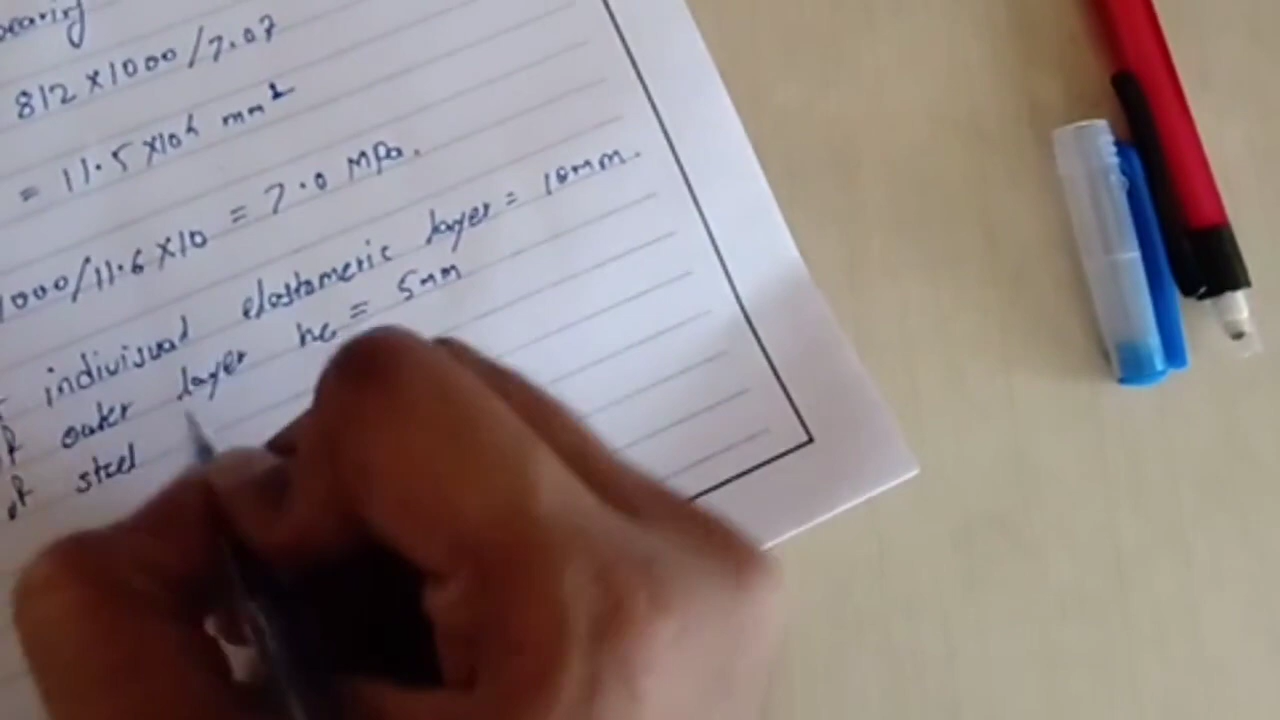 bearing
812 x 1000 / 7.07
= 11.5 x 10⁴ mm²
1000 / 11.6 x 10 = 7.0 MPa.
indivisual elastomeric layer = 10mm.
outer layer he = 5mm
of steel